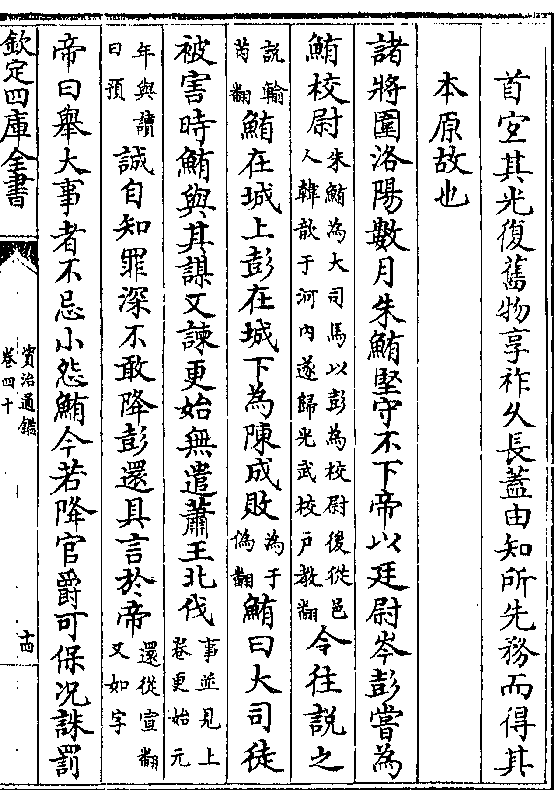 首宜其光復舊物享祚久長蓋由知所先務而得其
本原故也
諸將圍洛陽數月朱鮪堅守不下帝以廷尉岑彭嘗為
鮪校尉朱鮪為大司馬以彭為校尉後從邑人韓歆于河内遂歸光武校户教翻令往説之
説輸芮翻鮪在城上彭在城下為陳成敗為于偽翻鮪曰大司徒
被害時鮪與其謀又諫更始無遣蕭王北伐事並見上卷更始元
年與讀曰預誠自知罪深不敢降彭還具言於帝還從宣翻又如字
帝曰舉大事者不忌小怨鮪今若降官爵可保况誅罰
欽定四庫全書
資治通鑑
卷四十
十四